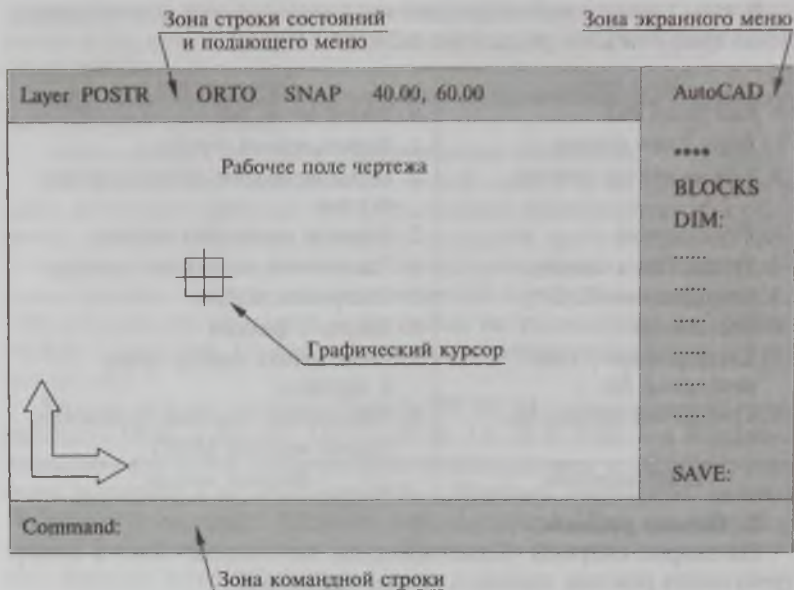 Зона строки состояний
и подающего меню
Зона экранного меню
Layer POSTR ORTO SNAP 40.00, 60.00
AutoCAD
Рабочее поле чертежа
****
BLOCKS
DIM:
......
......
......
......
......
......
Графический курсор
SAVE:
Command:
Зона командной строки